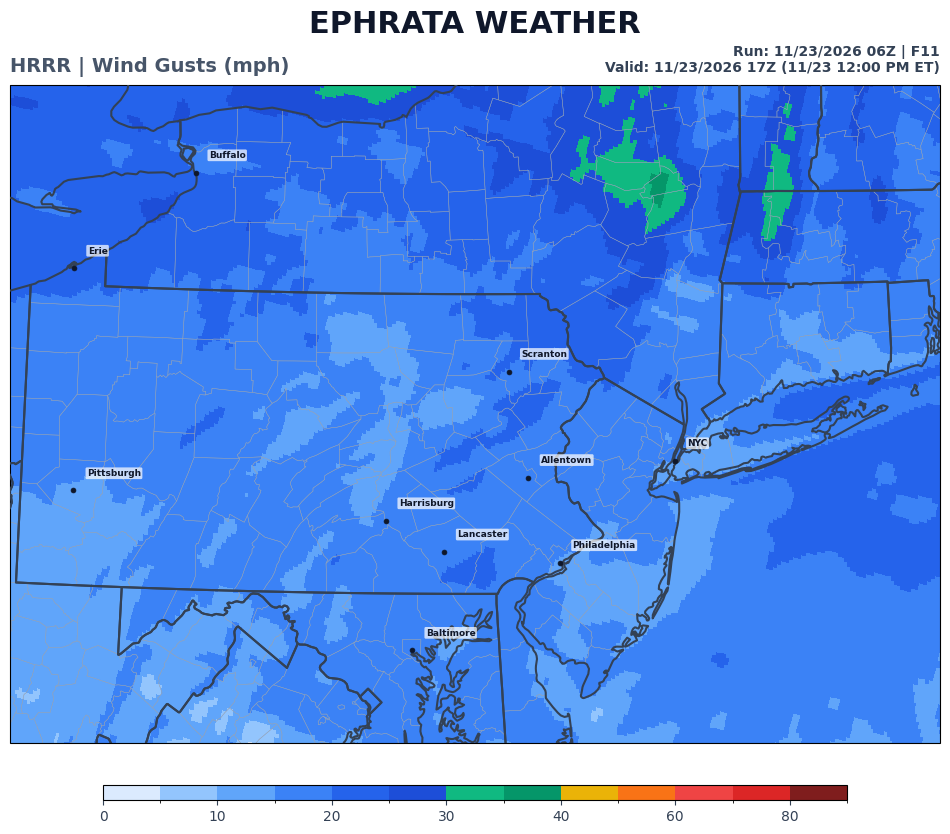 EPHRATA WEATHER
HRRR | Wind Gusts (mph)
Run: 11/23/2026 06Z | F11
Valid: 11/23/2026 17Z (11/23 12:00 PM ET)
Buffalo
Erie
Scranton
NYC
Allentown
Pittsburgh
Harrisburg
Lancaster
Philadelphia
Baltimore
0 10 20 30 40 50 60 70 80